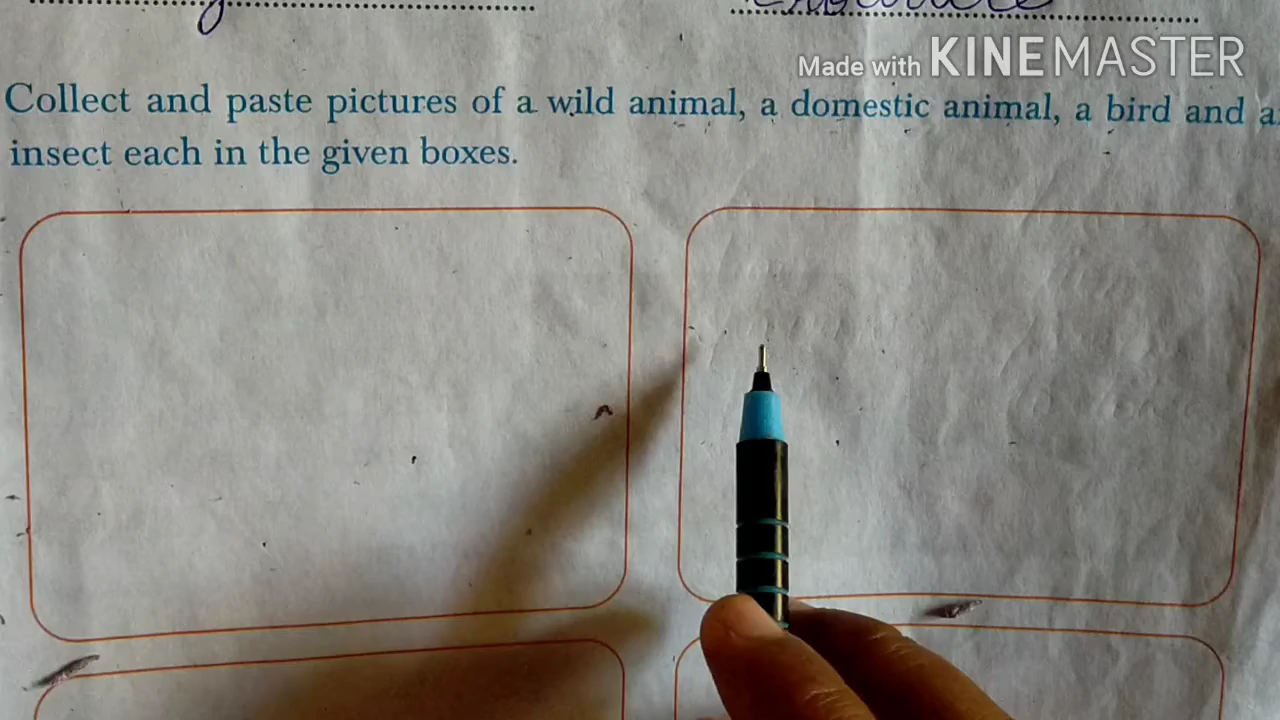 Made with KINEMASTER
Collect and paste pictures of a wild animal, a domestic animal, a bird and
insect each in the given boxes.